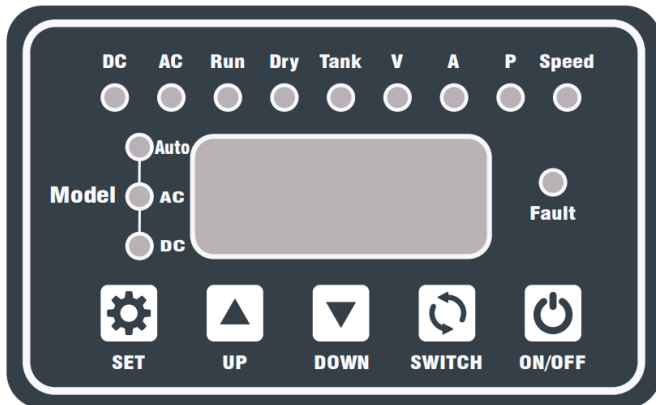 DC AC Run Dry Tank V A P Speed
Auto
Model AC
DC
Fault
SET UP DOWN SWITCH ON/OFF